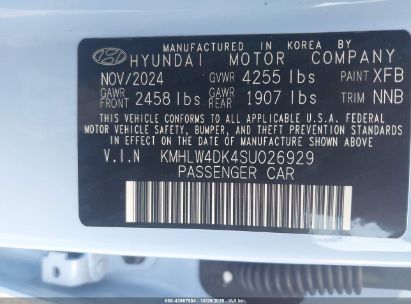 MANUFACTURED IN KOREA BY
HYUNDAI MOTOR COMPANY
NOV/2024 GVWR 4255 lbs PAINT XFB
GAWR FRONT 2458 lbs GAWR REAR 1907 lbs TRIM NNB
THIS VEHICLE CONFORMS TO ALL U.S.A. FEDERAL
MOTOR VEHICLE SAFETY, BUMPER, AND THEFT PREVENTION
STANDARDS IN EFFECT ON THE DATE OF MANUFACTURE
SHOWN ABOVE.
V.I.N KMHLW4DK4SU026929
PASSENGER CAR